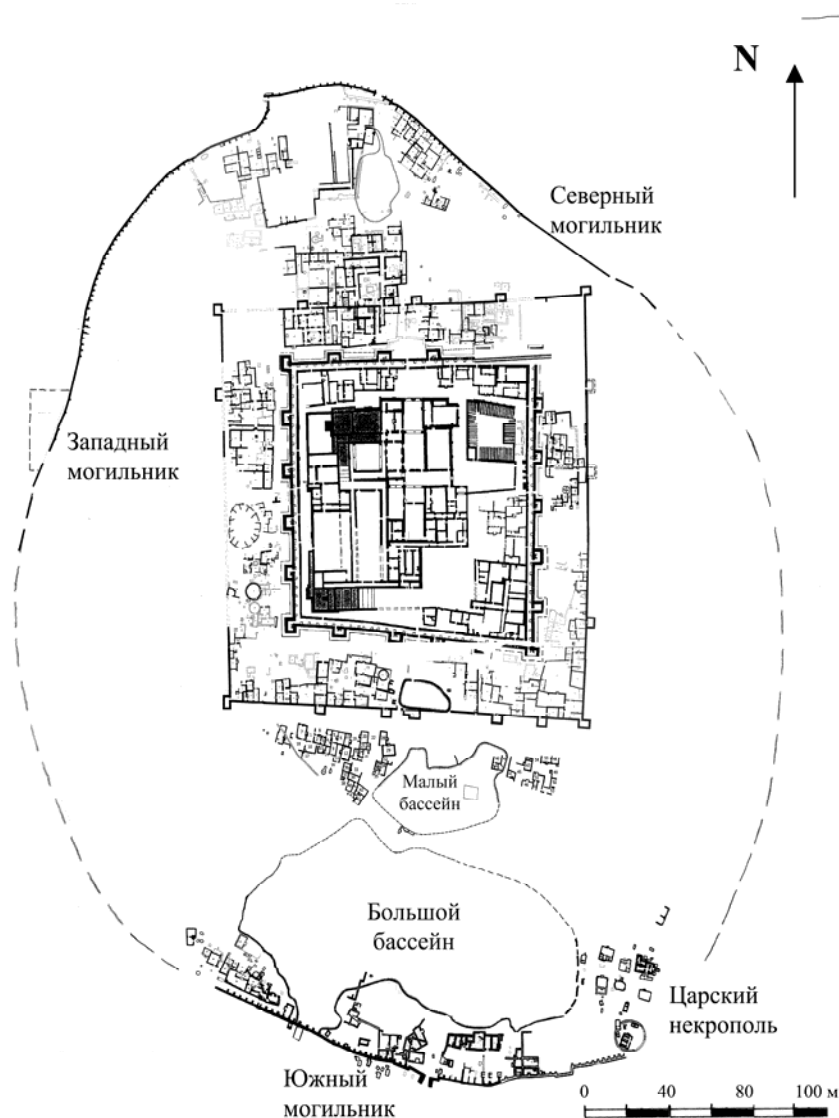 N
Северный
могильник
Западный
могильник
Малый
бассейн
Большой
бассейн
Царский
некрополь
Южный
могильник
0 40 80 100 м